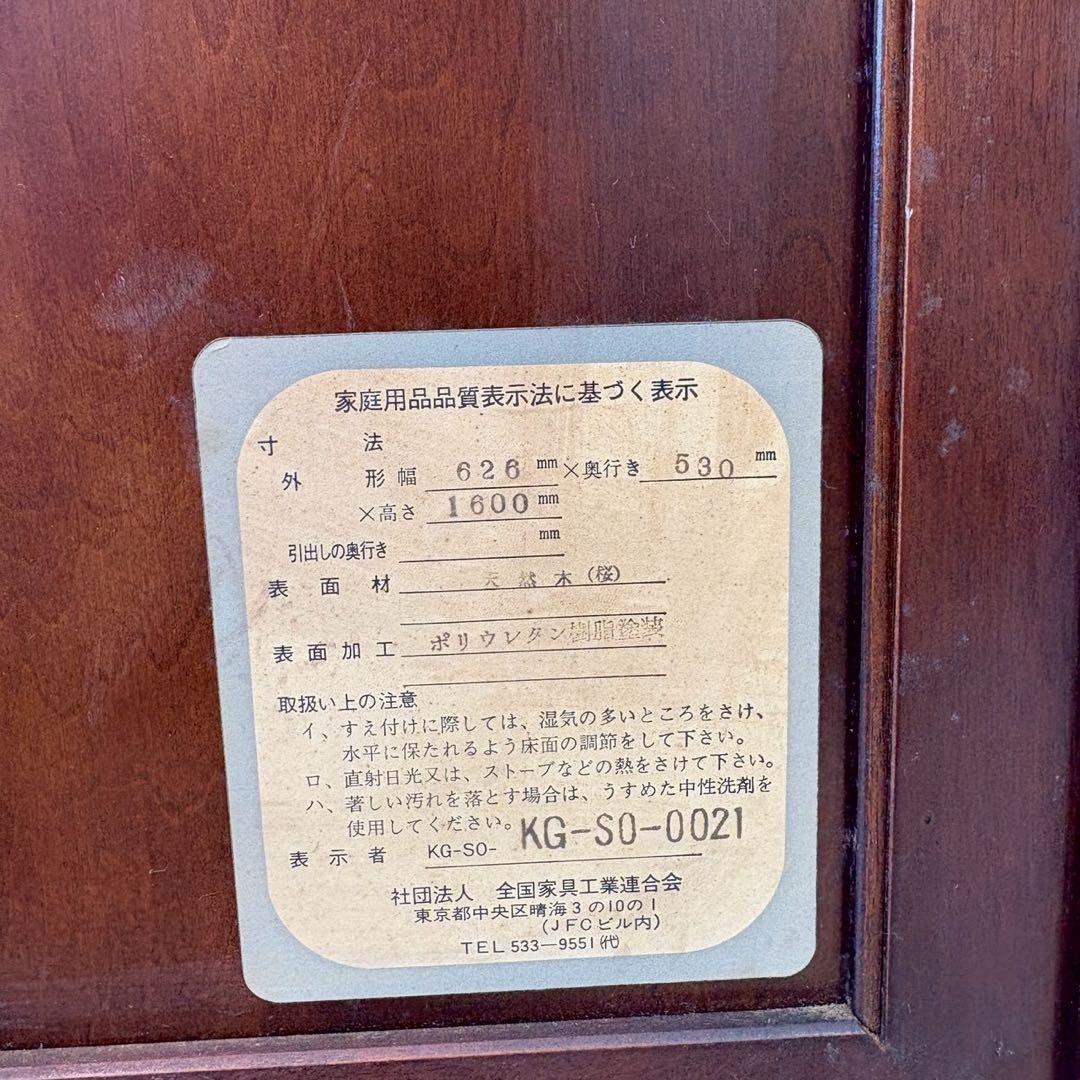 家庭用品品質表示法に基づく表示
寸法
外形幅 626mm×奥行き 530mm
×高さ 1600mm
引出しの奥行き mm
表面材 天然木(桜)
表面加工 ポリウレタン樹脂塗装
取扱い上の注意
イ、すえ付けに際しては、湿気の多いところをさけ、
水平に保たれるよう床面の調節をして下さい。
ロ、直射日光又は、ストーブなどの熱をさけて下さい。
ハ、著しい汚れを落とす場合は、うすめた中性洗剤を
使用してください。
表示者 KG-SO- KG-SO-0021
社団法人 全国家具工業連合会
東京都中央区晴海3の10の1
(JFCビル内)
TEL 533-9551(代)